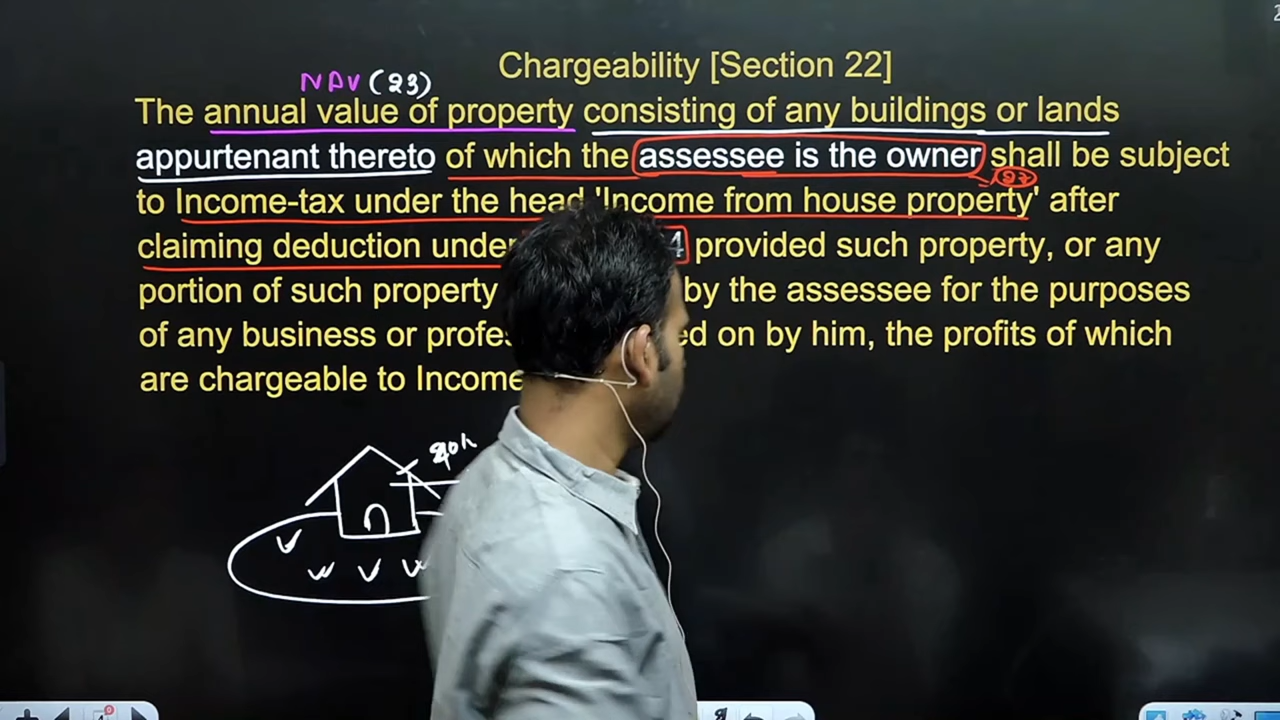 Chargeability [Section 22]
NAV (23)
The annual value of property consisting of any buildings or lands
appurtenant thereto of which the assessee is the owner shall be subject
27
to Income-tax under the head 'Income from house property' after
claiming deduction under 4 provided such property, or any
portion of such property by the assessee for the purposes
of any business or profes ed on by him, the profits of which
are chargeable to Income